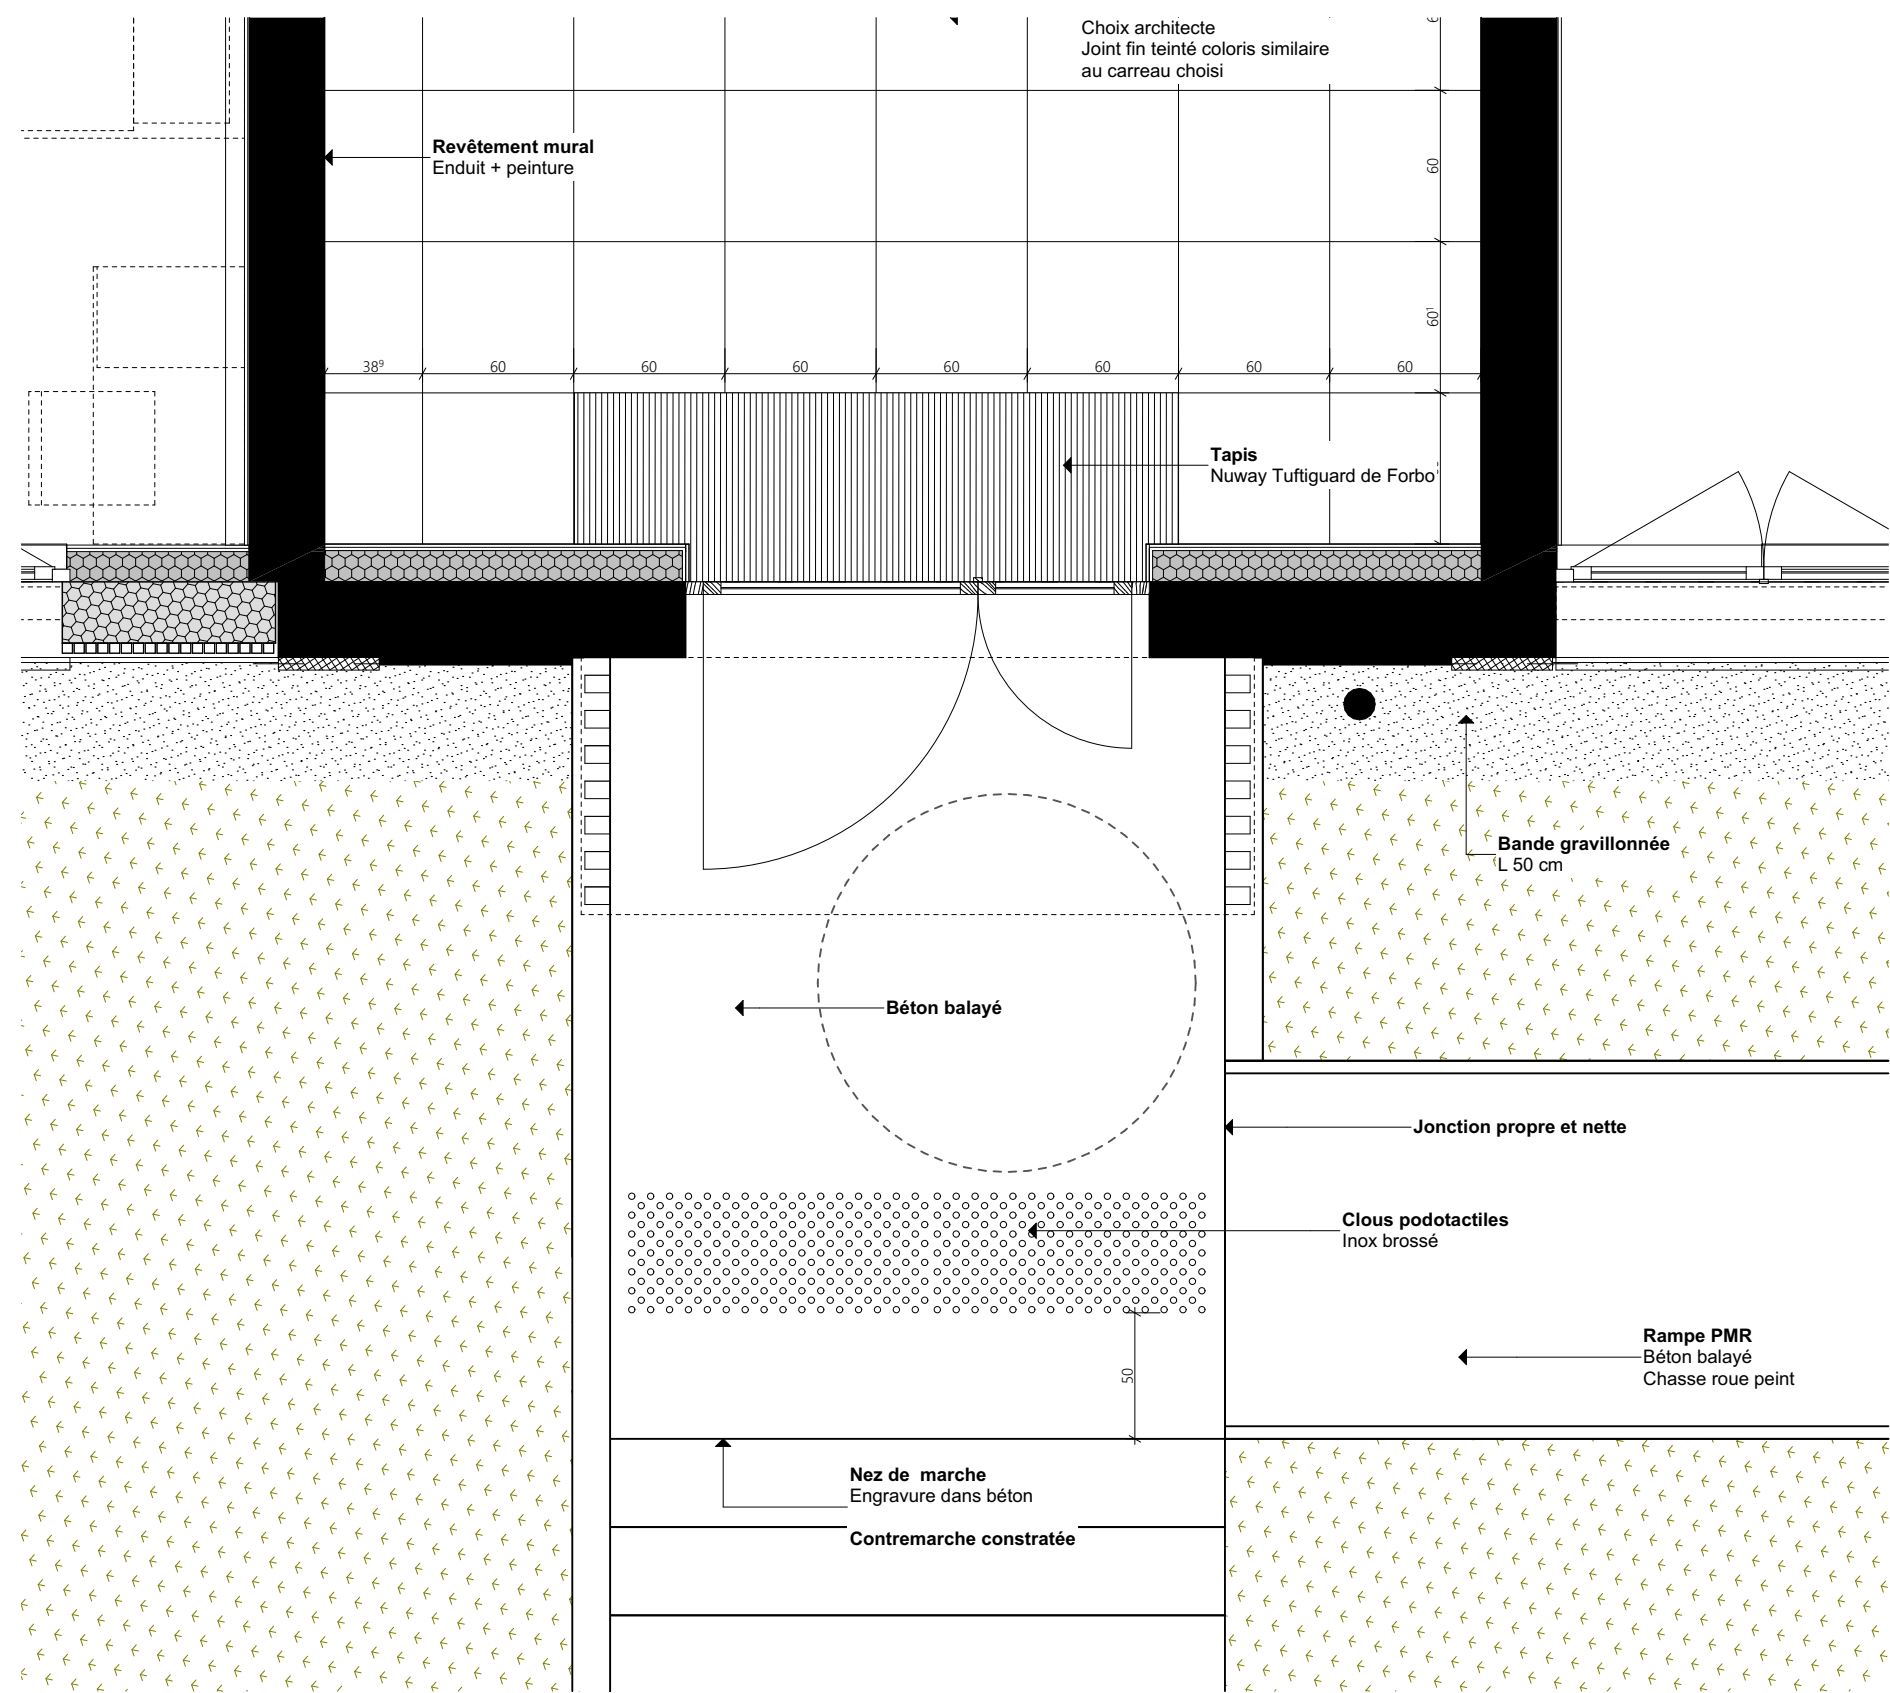 Choix architecte
Joint fin teinté coloris similaire
au carreau choisi
Revêtement mural
Enduit + peinture
60
60¹
38⁹ 60 60 60 60 60 60 60
Tapis
Nuway Tuftiguard de Forbo
Bande gravillonnée
L 50 cm
Béton balayé
Jonction propre et nette
Clous podotactiles
Inox brossé
Rampe PMR
Béton balayé
Chasse roue peint
50
Nez de marche
Engravure dans béton
Contremarche constratée